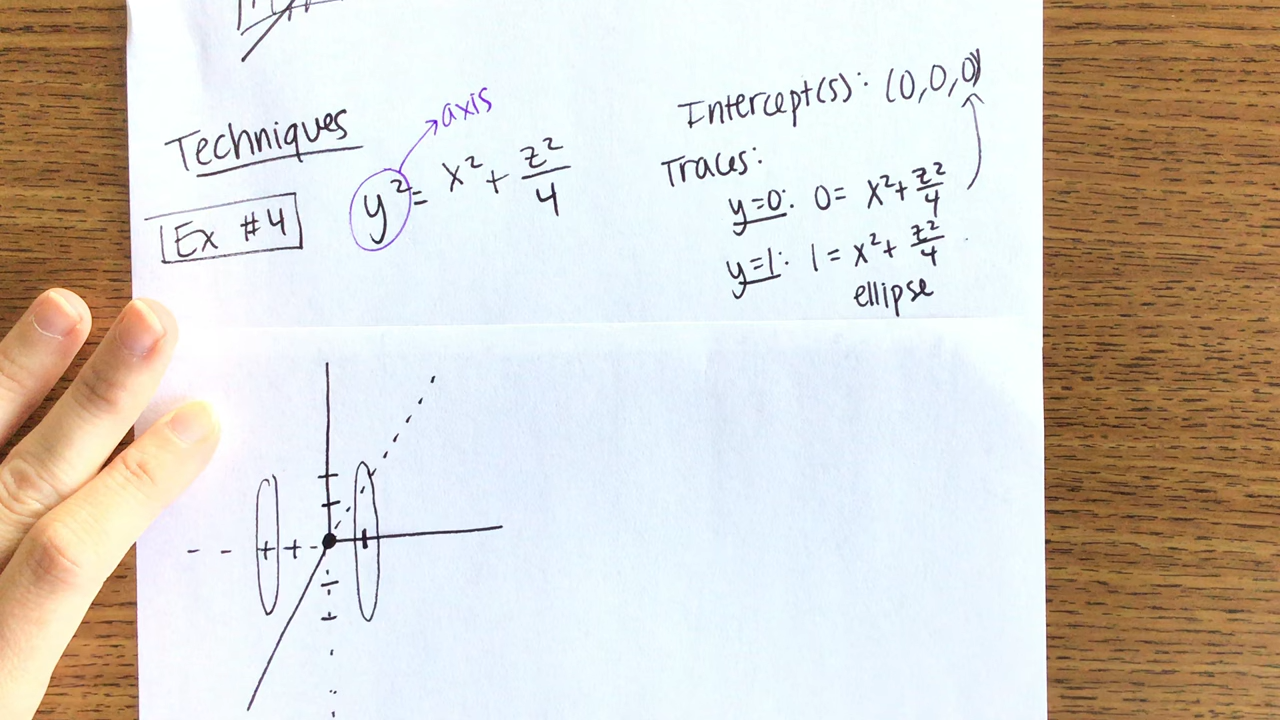 Techniques
Ex #4
axis
y² = x² + z²/4
Intercept(s): (0,0,0)
Traces:
y=0: 0 = x² + z²/4
y=1: 1 = x² + z²/4
ellipse